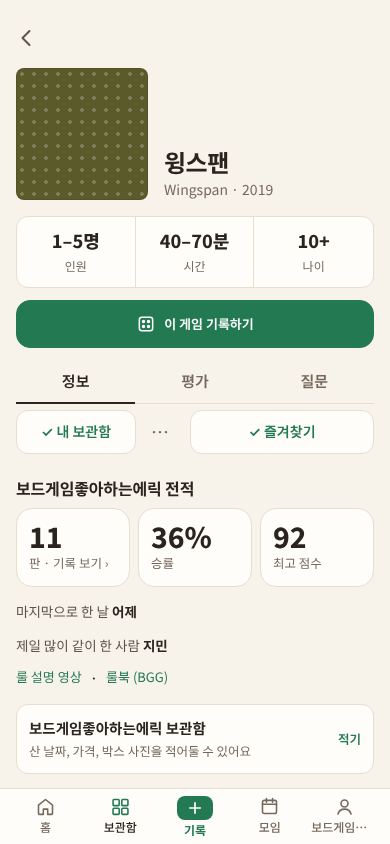 윙스팬
Wingspan · 2019
1–5명
인원
40–70분
시간
10+
나이
이 게임 기록하기
정보
평가
질문
✓ 내 보관함
···
✓ 즐겨찾기
보드게임좋아하는에릭 전적
11
판 · 기록 보기 ›
36%
승률
92
최고 점수
마지막으로 한 날 어제
제일 많이 같이 한 사람 지민
룰 설명 영상 · 룰북 (BGG)
보드게임좋아하는에릭 보관함
산 날짜, 가격, 박스 사진을 적어둘 수 있어요
적기
홈
보관함
기록
모임
보드게임…